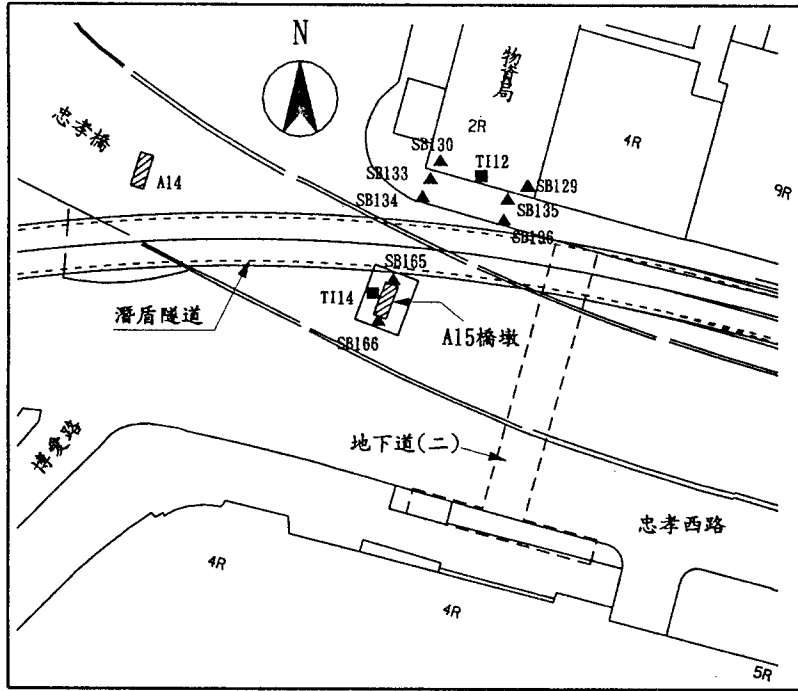 N
物資局
2R
4R
9R
忠孝橋
A14
SB130
TI12
SB133
SB129
SB134
SB135
SB136
SB165
TI14
潛盾隧道
A15橋墩
SB166
地下道(二)
博愛路
忠孝西路
4R
4R
5R